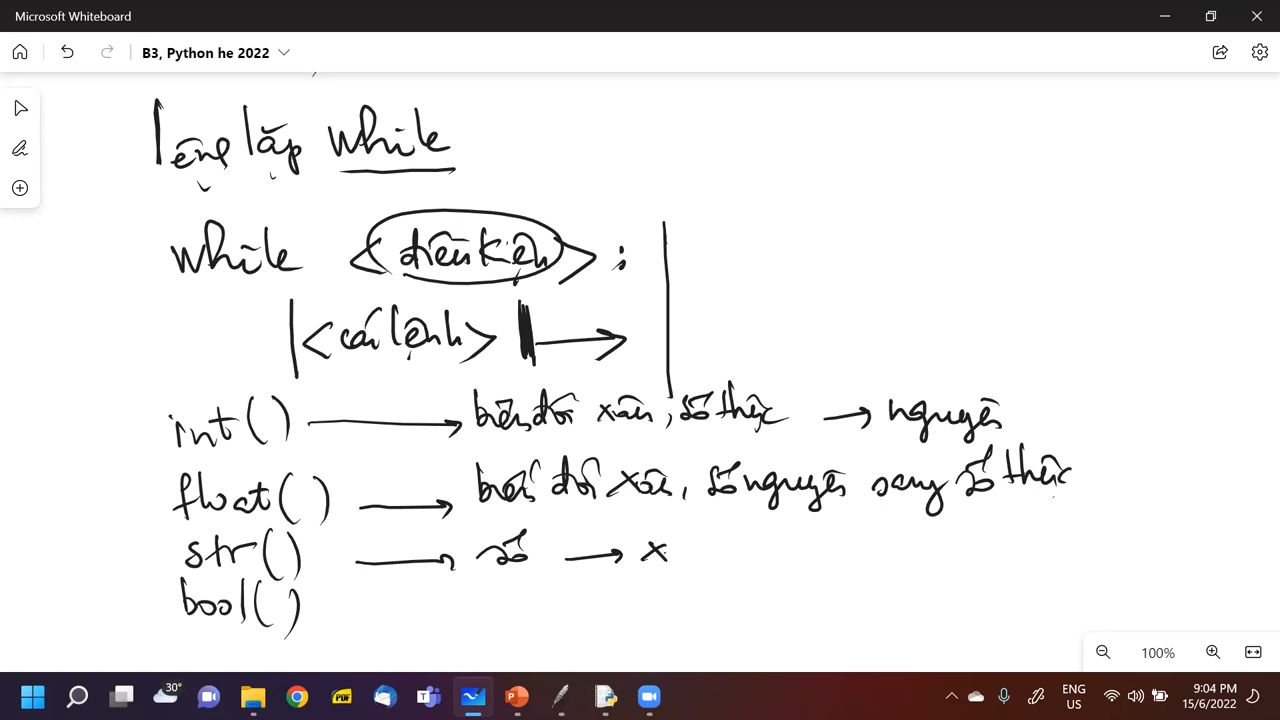 Microsoft Whiteboard
B3, Python he 2022
Lệnh lặp while
while <điều kiện> :
<các lệnh>
int() → biến đổi xâu, số thực → nguyên
float() → biến đổi xâu, số nguyên sang số thực
str() → số → x
bool()
100%
30°
PDF
ENG
US
9:04 PM
15/6/2022